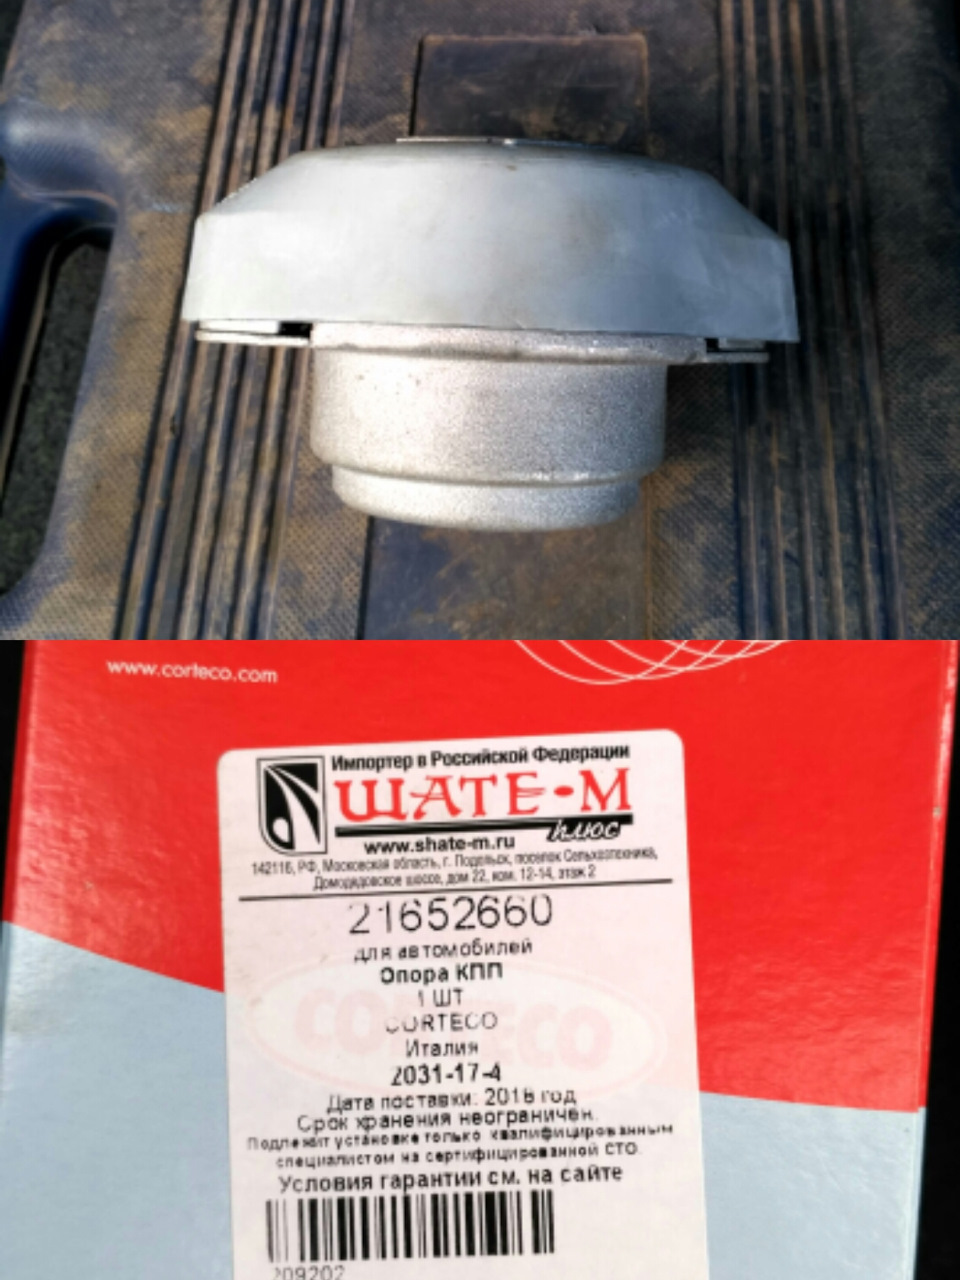 www.corteco.com
Импортер в Российской Федерации
ШАТЕ-М
плюс
www.shate-m.ru
142116, РФ, Московская область, г. Подольск, поселок Сельхозтехника,
Домодедовское шоссе, дом 22, ком. 12-14, этаж 2
21652660
для автомобилей
Опора КПП
1 ШТ
CORTECO
CORTECO
Италия
2031-17-4
Дата поставки: 2018 год
Срок хранения неограничен.
Подлежит установке только квалифицированным
специалистом на сертифицированной СТО.
Условия гарантии см. на сайте
209202